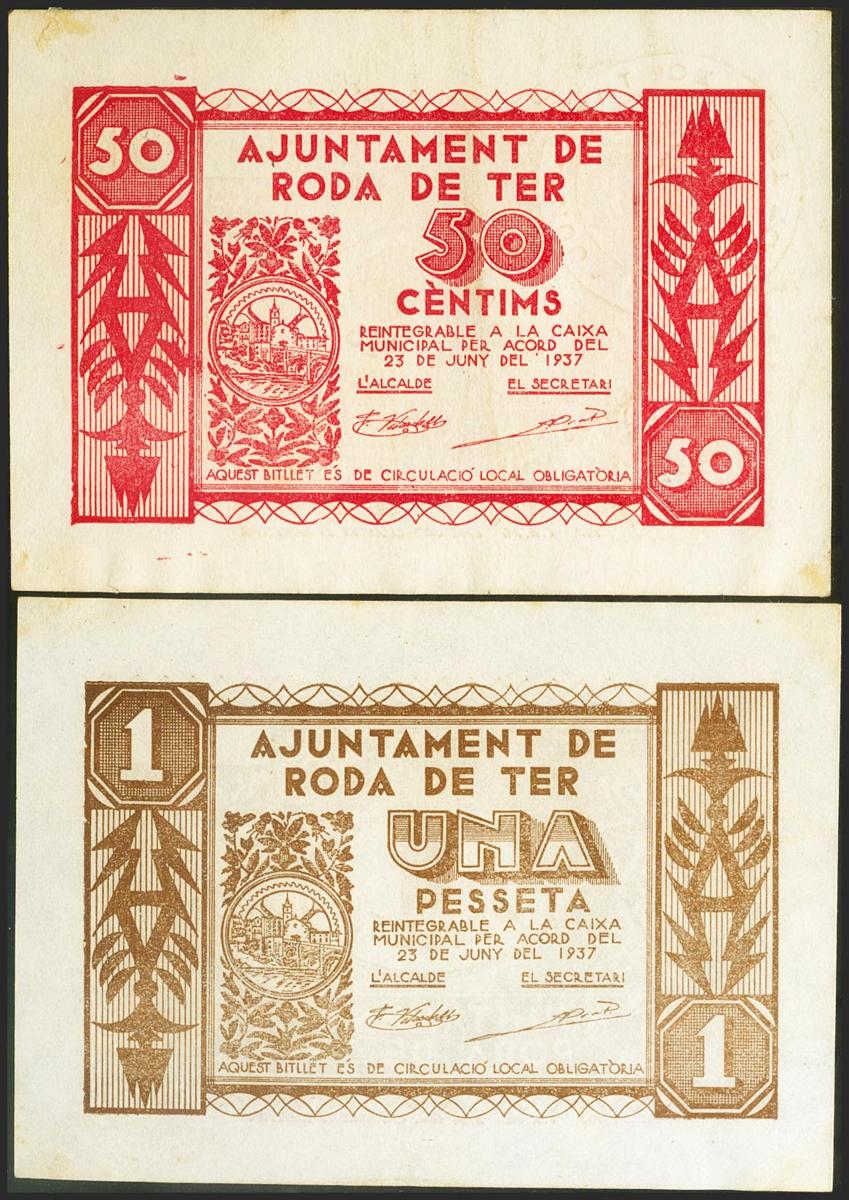 50
AJUNTAMENT DE
RODA DE TER
50
CÈNTIMS
REINTEGRABLE A LA CAIXA
MUNICIPAL PER ACORD DEL
23 DE JUNY DEL 1937
L'ALCALDE EL SECRETARI
AQUEST BITLLET ES DE CIRCULACIÓ LOCAL OBLIGATÒRIA
50
1
AJUNTAMENT DE
RODA DE TER
UNA
PESSETA
REINTEGRABLE A LA CAIXA
MUNICIPAL PER ACORD DEL
23 DE JUNY DEL 1937
L'ALCALDE EL SECRETARI
AQUEST BITLLET ES DE CIRCULACIÓ LOCAL OBLIGATÒRIA
1